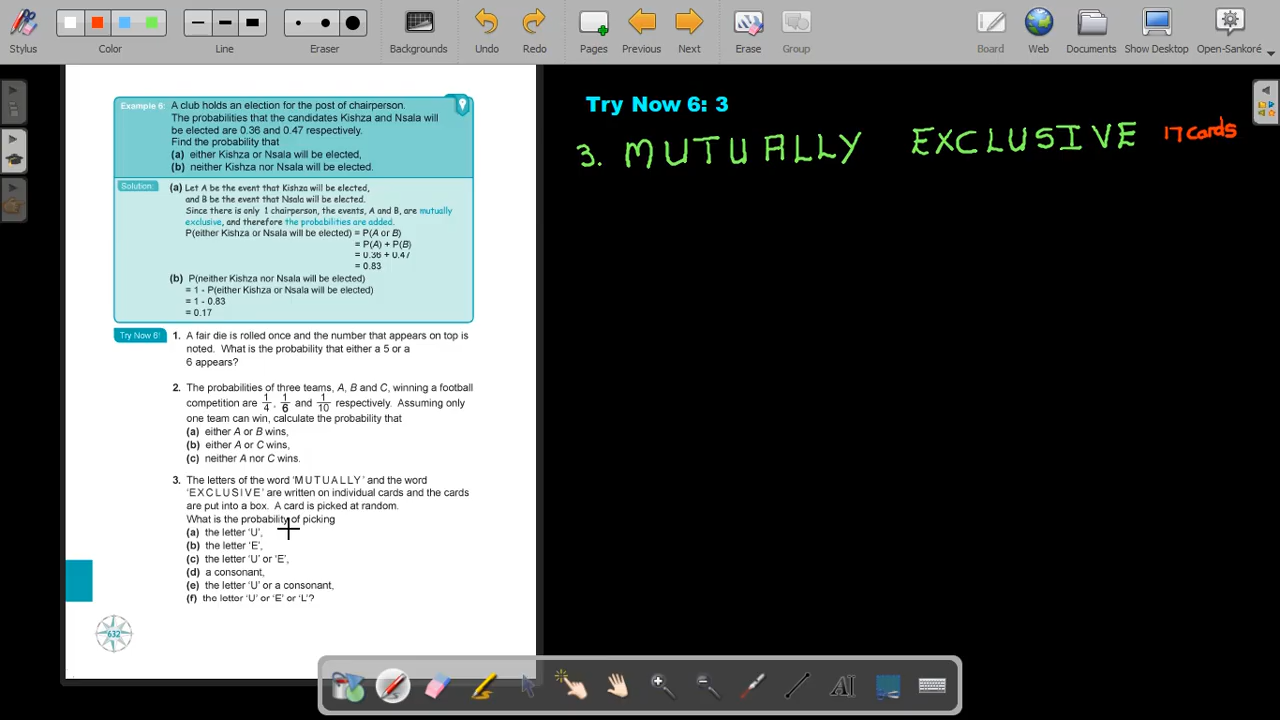 Stylus Color Line Eraser Backgrounds Undo Redo Pages Previous Next Erase Group Board Web Documents Show Desktop Open-Sankoré
Example 6: A club holds an election for the post of chairperson.
The probabilities that the candidates Kishza and Nsala will
be elected are 0.36 and 0.47 respectively.
Find the probability that
(a) either Kishza or Nsala will be elected,
(b) neither Kishza nor Nsala will be elected.
Solution: (a) Let A be the event that Kishza will be elected,
and B be the event that Nsala will be elected.
Since there is only 1 chairperson, the events, A and B, are mutually
exclusive, and therefore the probabilities are added.
P(either Kishza or Nsala will be elected) = P(A or B)
= P(A) + P(B)
= 0.36 + 0.47
= 0.83
(b) P(neither Kishza nor Nsala will be elected)
= 1 - P(either Kishza or Nsala will be elected)
= 1 - 0.83
= 0.17
Try Now 6! 1. A fair die is rolled once and the number that appears on top is
noted. What is the probability that either a 5 or a
6 appears?
2. The probabilities of three teams, A, B and C, winning a football
competition are 1/4, 1/6 and 1/10 respectively. Assuming only
one team can win, calculate the probability that
(a) either A or B wins,
(b) either A or C wins,
(c) neither A nor C wins.
3. The letters of the word 'MUTUALLY' and the word
'EXCLUSIVE' are written on individual cards and the cards
are put into a box. A card is picked at random.
What is the probability of picking
(a) the letter 'U',
(b) the letter 'E',
(c) the letter 'U' or 'E',
(d) a consonant,
(e) the letter 'U' or a consonant,
(f) the letter 'U' or 'E' or 'L'?
632
Try Now 6: 3
3. MUTUALLY EXCLUSIVE 17 cards